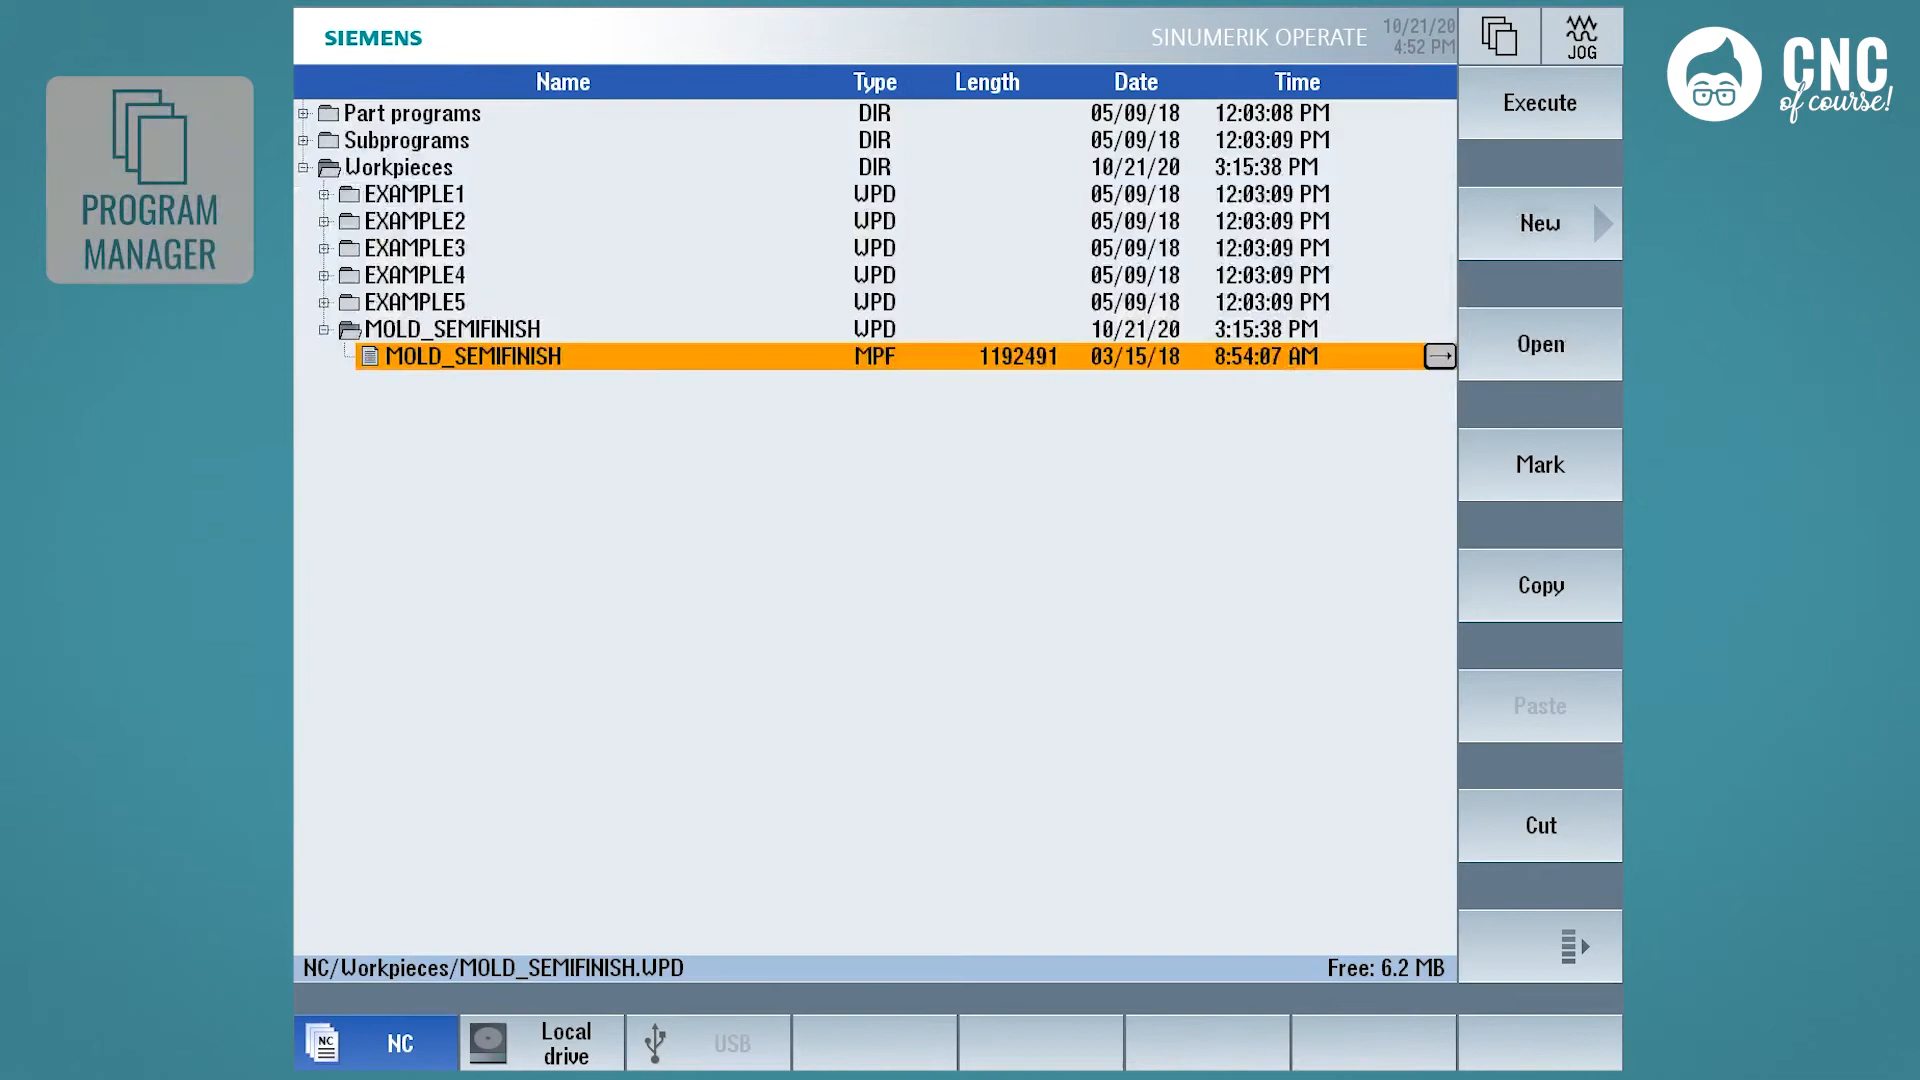 SIEMENS
SINUMERIK OPERATE
10/21/20
4:52 PM
JOG
CNC
of course!
PROGRAM
MANAGER
Name Type Length Date Time
Part programs DIR 05/09/18 12:03:08 PM
Subprograms DIR 05/09/18 12:03:08 PM
Workpieces DIR 10/21/20 3:15:38 PM
EXAMPLE1 WPD 05/09/18 12:03:09 PM
EXAMPLE2 WPD 05/09/18 12:03:09 PM
EXAMPLE3 WPD 05/09/18 12:03:09 PM
EXAMPLE4 WPD 05/09/18 12:03:09 PM
EXAMPLE5 WPD 05/09/18 12:03:09 PM
MOLD_SEMIFINISH WPD 10/21/20 3:15:38 PM
MOLD_SEMIFINISH MPF 1192491 03/15/18 8:54:07 AM
Execute
New
Open
Mark
Copy
Paste
Cut
NC/Workpieces/MOLD_SEMIFINISH.WPD Free: 6.2 MB
NC
NC
Local
drive
USB